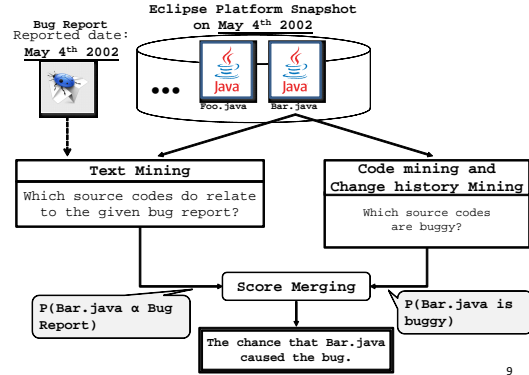 Bug Report
Reported date:
May 4th 2002
Eclipse Platform Snapshot
on May 4th 2002
...
Java
Foo.java
Java
Bar.java
Text Mining
Which source codes do relate
to the given bug report?
Code mining and
Change history Mining
Which source codes
are buggy?
Score Merging
P(Bar.java α Bug
Report)
P(Bar.java is
buggy)
The chance that Bar.java
caused the bug.
9